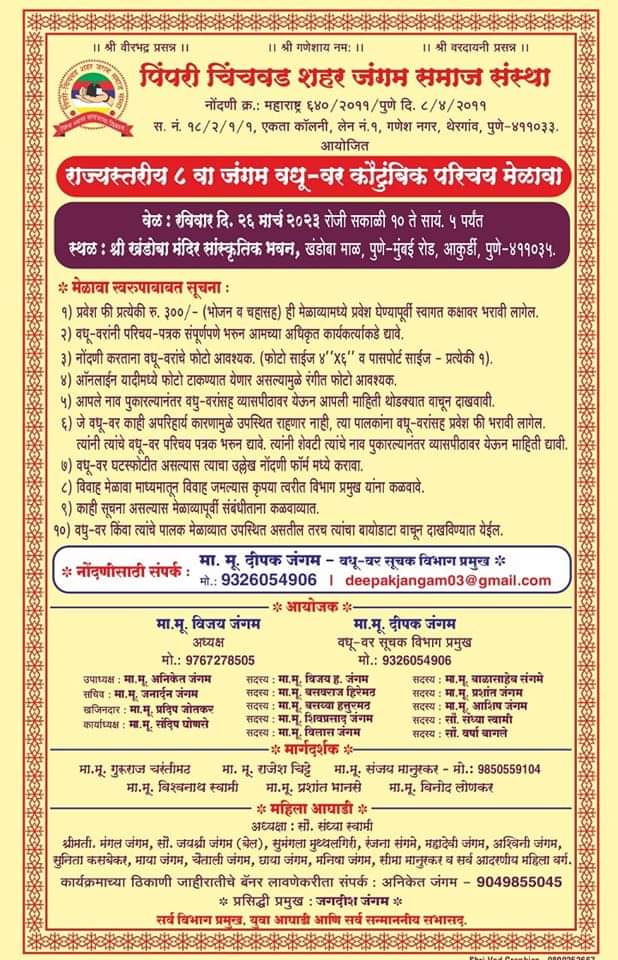 ।। श्री वीरभद्र प्रसन्न ।। ।। श्री गणेशाय नमः ।। ।। श्री वरदायनी प्रसन्न ।।
पिंपरी चिंचवड शहर जंगम समाज संस्था
नोंदणी क्र.: महाराष्ट्र ६४०/२०११/पुणे दि. ८/४/२०११
स. नं. १८/२/१/१, एकता कॉलनी, लेन नं.१, गणेश नगर, थेरगांव, पुणे-४११०३३.
आयोजित
राज्यस्तरीय ८ वा जंगम वधू-वर कौटुंबिक परिचय मेळावा
वेळ : रविवार दि. २६ मार्च २०२३ रोजी सकाळी १० ते सायं. ५ पर्यंत
स्थळ : श्री खंडोबा मंदिर सांस्कृतिक भवन, खंडोबा माळ, पुणे-मुंबई रोड, आकुर्डी, पुणे-४११०३५.
* मेळावा स्वरुपाबाबत सूचना :
१) प्रवेश फी प्रत्येकी रु. ३००/- (भोजन व चहासह) ही मेळाव्यामध्ये प्रवेश घेण्यापूर्वी स्वागत कक्षावर भरावी लागेल.
२) वधू-वरांनी परिचय-पत्रक संपूर्णपणे भरुन आमच्या अधिकृत कार्यकर्त्याकडे द्यावे.
३) नोंदणी करताना वधू-वरांचे फोटो आवश्यक. (फोटो साईज ४''X६'' व पासपोर्ट साईज - प्रत्येकी १).
४) ऑनलाईन यादीमध्ये फोटो टाकण्यात येणार असल्यामुळे रंगीत फोटो आवश्यक.
५) आपले नाव पुकारल्यानंतर वधु-वरांसह व्यासपीठावर येऊन आपली माहिती थोडक्यात वाचून दाखवावी.
६) जे वधू-वर काही अपरिहार्य कारणामुळे उपस्थित राहणार नाही, त्या पालकांना वधू-वरांसह प्रवेश फी भरावी लागेल.
त्यांनी त्यांचे वधू-वर परिचय पत्रक भरुन द्यावे. त्यांनी शेवटी त्यांचे नाव पुकारल्यानंतर व्यासपीठावर येऊन माहिती द्यावी.
७) वधू-वर घटस्फोटीत असल्यास त्याचा उल्लेख नोंदणी फॉर्म मध्ये करावा.
८) विवाह मेळावा माध्यमातून विवाह जमल्यास कृपया त्वरीत विभाग प्रमुख यांना कळवावे.
९) काही सूचना असल्यास मेळाव्यापूर्वी संबंधीताना कळवाव्यात.
१०) वधु-वर किंवा त्यांचे पालक मेळाव्यात उपस्थित असतील तरच त्यांचा बायोडाटा वाचून दाखविण्यात येईल.
* नोंदणीसाठी संपर्क : मा. मू. दीपक जंगम - वधू-वर सूचक विभाग प्रमुख *
मो.: 9326054906 | deepakjangam03@gmail.com
* आयोजक *
मा.मू. विजय जंगम मा.मू. दीपक जंगम
अध्यक्ष वधू-वर सूचक विभाग प्रमुख
मो.: 9767278505 मो.: 9326054906
उपाध्यक्ष : मा.मू. अनिकेत जंगम सदस्य : मा.मू. विजय ह. जंगम सदस्य : मा.मू. बाळासाहेब संगमे
सचिव : मा.मू. जनार्दन जंगम सदस्य : मा.मू. बसवराज हिरेमठ सदस्य : मा.मू. प्रशांत जंगम
खजिनदार : मा.मू. प्रदिप जोतकर सदस्य : मा.मू. बसय्या हत्तुरमठ सदस्य : मा.मू. आशिष जंगम
कार्याध्यक्ष : मा.मू. संदिप घोणसे सदस्य : मा.मू. शिवप्रसाद जंगम सदस्य : सौ. संध्या स्वामी
सदस्य : मा.मू. विलास जंगम सदस्य : सौ. वर्षा वागले
* मार्गदर्शक *
मा.मू. गुरूराज चरंतीमठ मा. मू. राजेश चिट्टे मा.मू. संजय मानुरकर - मो.: 9850559104
मा.मू. विश्वनाथ स्वामी मा.मू. प्रशांत भानसे मा.मू. विनोद लोणकर
* महिला आघाडी *
अध्यक्षा : सौ. संध्या स्वामी
श्रीमती. मंगल जंगम, सौ. जयश्री जंगम (बेल), सुमंगला मुथ्थलगिरी, रंजना संगमे, महादेवी जंगम, अश्विनी जंगम,
सुनिता कसबेकर, माया जंगम, चैताली जंगम, छाया जंगम, मनिषा जंगम, सीमा मानुरकर व सर्व आदरणीय महिला वर्ग.
कार्यक्रमाच्या ठिकाणी जाहीरातीचे बॅनर लावणेकरीता संपर्क : अनिकेत जंगम - 9049855045
* प्रसिद्धी प्रमुख : जगदीश जंगम *
सर्व विभाग प्रमुख, युवा आघाडी आणि सर्व सन्माननीय सभासद.